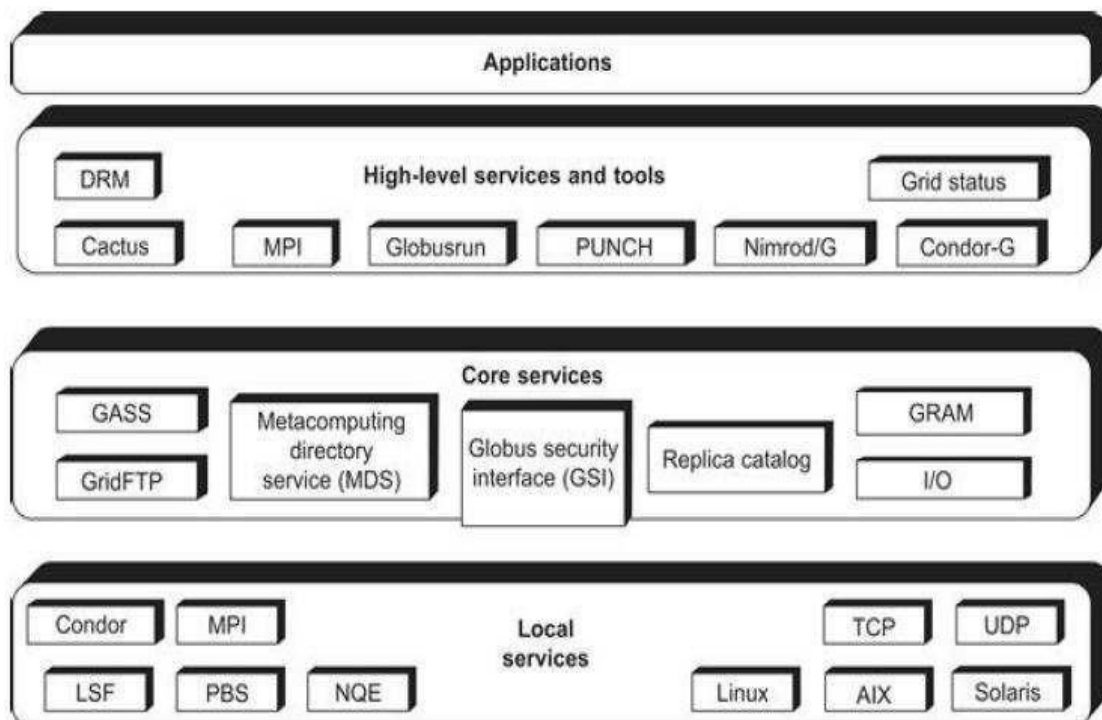 Applications
High-level services and tools
DRM
Grid status
Cactus
MPI
Globusrun
PUNCH
Nimrod/G
Condor-G
Core services
GASS
Metacomputing
directory
service (MDS)
Globus security
interface (GSI)
Replica catalog
GRAM
GridFTP
I/O
Condor
MPI
Local
services
TCP
UDP
LSF
PBS
NQE
Linux
AIX
Solaris